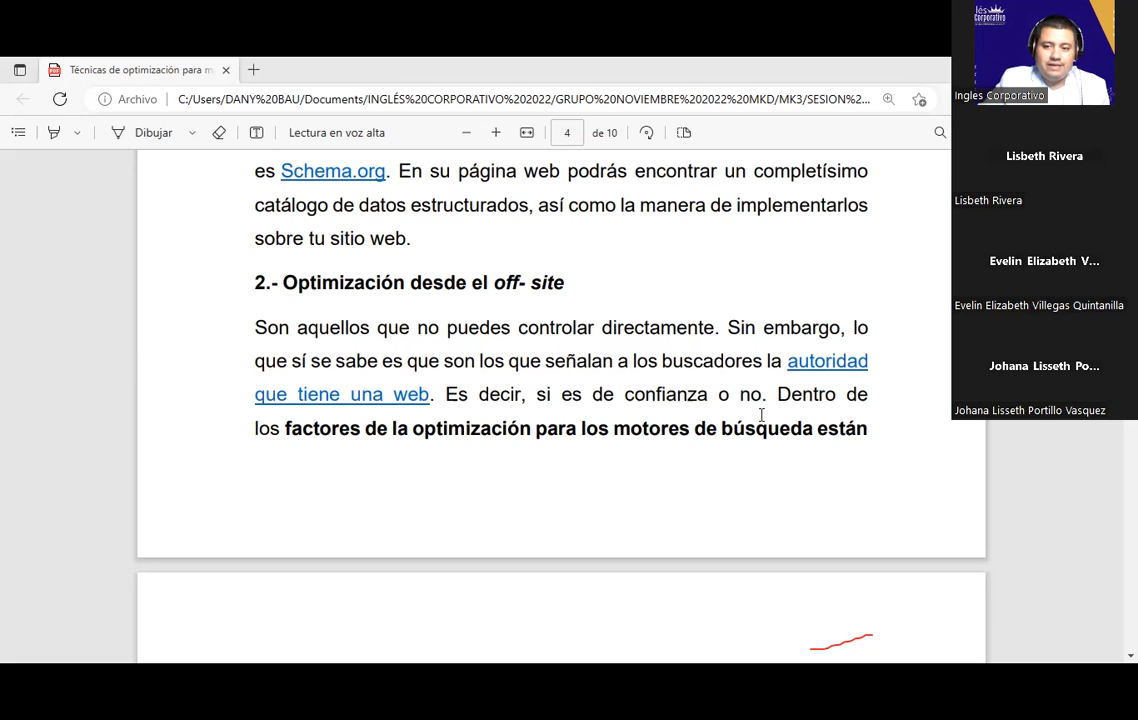 Técnicas de optimización para m
Archivo
C:/Users/DANY%20BAU/Documents/INGLÉS%20CORPORATIVO%202022/GRUPO%20NOVIEMBRE%202022%20MKD/MK3/SESION%2...
Dibujar
Lectura en voz alta
4
de 10
es Schema.org. En su página web podrás encontrar un completísimo
catálogo de datos estructurados, así como la manera de implementarlos
sobre tu sitio web.
2.- Optimización desde el off- site
Son aquellos que no puedes controlar directamente. Sin embargo, lo
que sí se sabe es que son los que señalan a los buscadores la autoridad
que tiene una web. Es decir, si es de confianza o no. Dentro de
los factores de la optimización para los motores de búsqueda están
lés
Corporativo
Ingles Corporativo
Lisbeth Rivera
Lisbeth Rivera
Evelin Elizabeth V...
Evelin Elizabeth Villegas Quintanilla
Johana Lisseth Po...
Johana Lisseth Portillo Vasquez